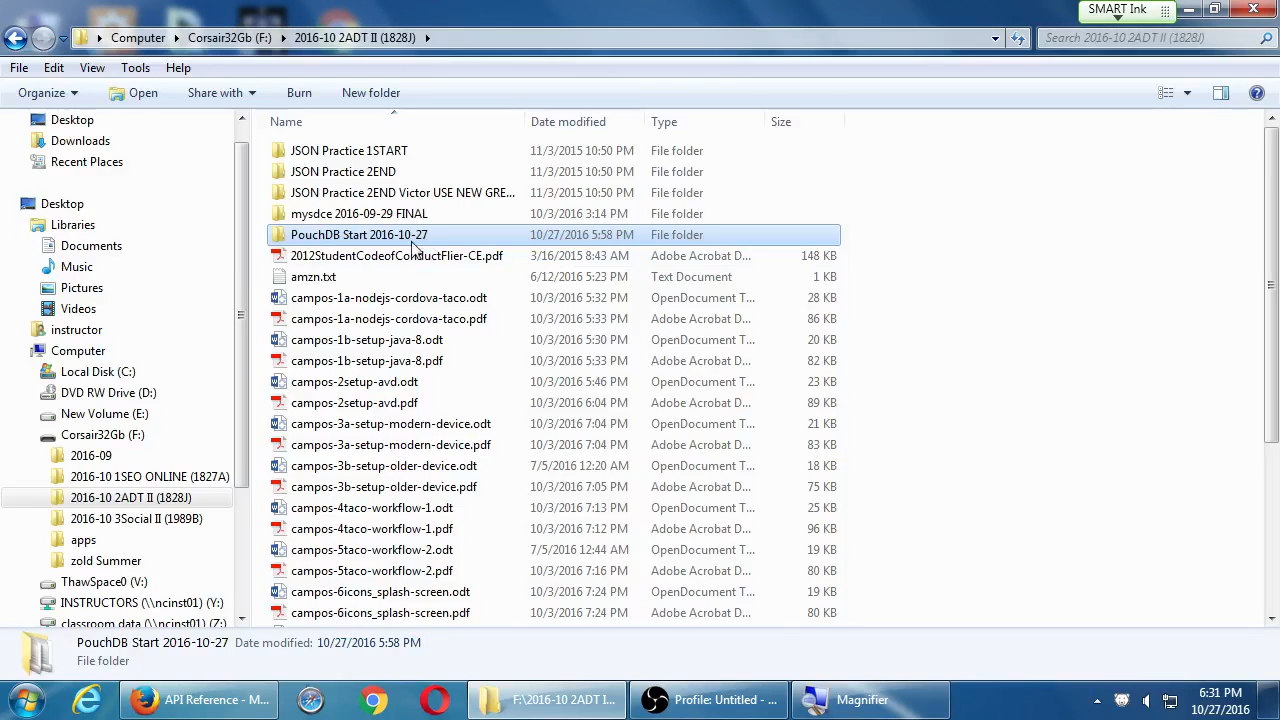 SMART Ink
Computer Corsair32Gb (F:) 2016-10 2ADT II (1828J)
Search 2016-10 2ADT II (1828J)
File Edit View Tools Help
Organize Open Share with Burn New folder
Desktop
Downloads
Recent Places
Desktop
Libraries
Documents
Music
Pictures
Videos
instructor
Computer
Local Disk (C:)
DVD RW Drive (D:)
New Volume (E:)
Corsair32Gb (F:)
2016-09
2016-10 1SEO ONLINE (1827A)
2016-10 2ADT II (1828J)
2016-10 3Social II (1989B)
apps
zold Summer
ThawSpace0 (V:)
INSTRUCTORS (\\ncinst01) (Y:)
classroom data (\\ncinst01) (Z:)
Name Date modified Type Size
JSON Practice 1START 11/3/2015 10:50 PM File folder
JSON Practice 2END 11/3/2015 10:50 PM File folder
JSON Practice 2END Victor USE NEW GRE... 11/3/2015 10:50 PM File folder
mysdce 2016-09-29 FINAL 10/3/2016 3:14 PM File folder
PouchDB Start 2016-10-27 10/27/2016 5:58 PM File folder
2012StudentCodeofConductFlier-CE.pdf 3/16/2015 8:43 AM Adobe Acrobat D... 148 KB
amzn.txt 6/12/2016 5:23 PM Text Document 1 KB
campos-1a-nodejs-cordova-taco.odt 10/3/2016 5:32 PM OpenDocument T... 28 KB
campos-1a-nodejs-cordova-taco.pdf 10/3/2016 5:33 PM Adobe Acrobat D... 86 KB
campos-1b-setup-java-8.odt 10/3/2016 5:30 PM OpenDocument T... 20 KB
campos-1b-setup-java-8.pdf 10/3/2016 5:33 PM Adobe Acrobat D... 82 KB
campos-2setup-avd.odt 10/3/2016 5:46 PM OpenDocument T... 23 KB
campos-2setup-avd.pdf 10/3/2016 6:04 PM Adobe Acrobat D... 89 KB
campos-3a-setup-modern-device.odt 10/3/2016 7:04 PM OpenDocument T... 21 KB
campos-3a-setup-modern-device.pdf 10/3/2016 7:04 PM Adobe Acrobat D... 83 KB
campos-3b-setup-older-device.odt 7/5/2016 12:20 AM OpenDocument T... 18 KB
campos-3b-setup-older-device.pdf 10/3/2016 7:05 PM Adobe Acrobat D... 75 KB
campos-4taco-workflow-1.odt 10/3/2016 7:13 PM OpenDocument T... 25 KB
campos-4taco-workflow-1.pdf 10/3/2016 7:12 PM Adobe Acrobat D... 96 KB
campos-5taco-workflow-2.odt 7/5/2016 12:44 AM OpenDocument T... 19 KB
campos-5taco-workflow-2.pdf 10/3/2016 7:16 PM Adobe Acrobat D... 80 KB
campos-6icons_splash-screen.odt 10/3/2016 7:24 PM OpenDocument T... 19 KB
campos-6icons_splash-screen.pdf 10/3/2016 7:24 PM Adobe Acrobat D... 80 KB
PouchDB Start 2016-10-27 Date modified: 10/27/2016 5:58 PM
File folder
API Reference - M... F:\2016-10 2ADT I... Profile: Untitled - ... Magnifier
6:31 PM
10/27/2016